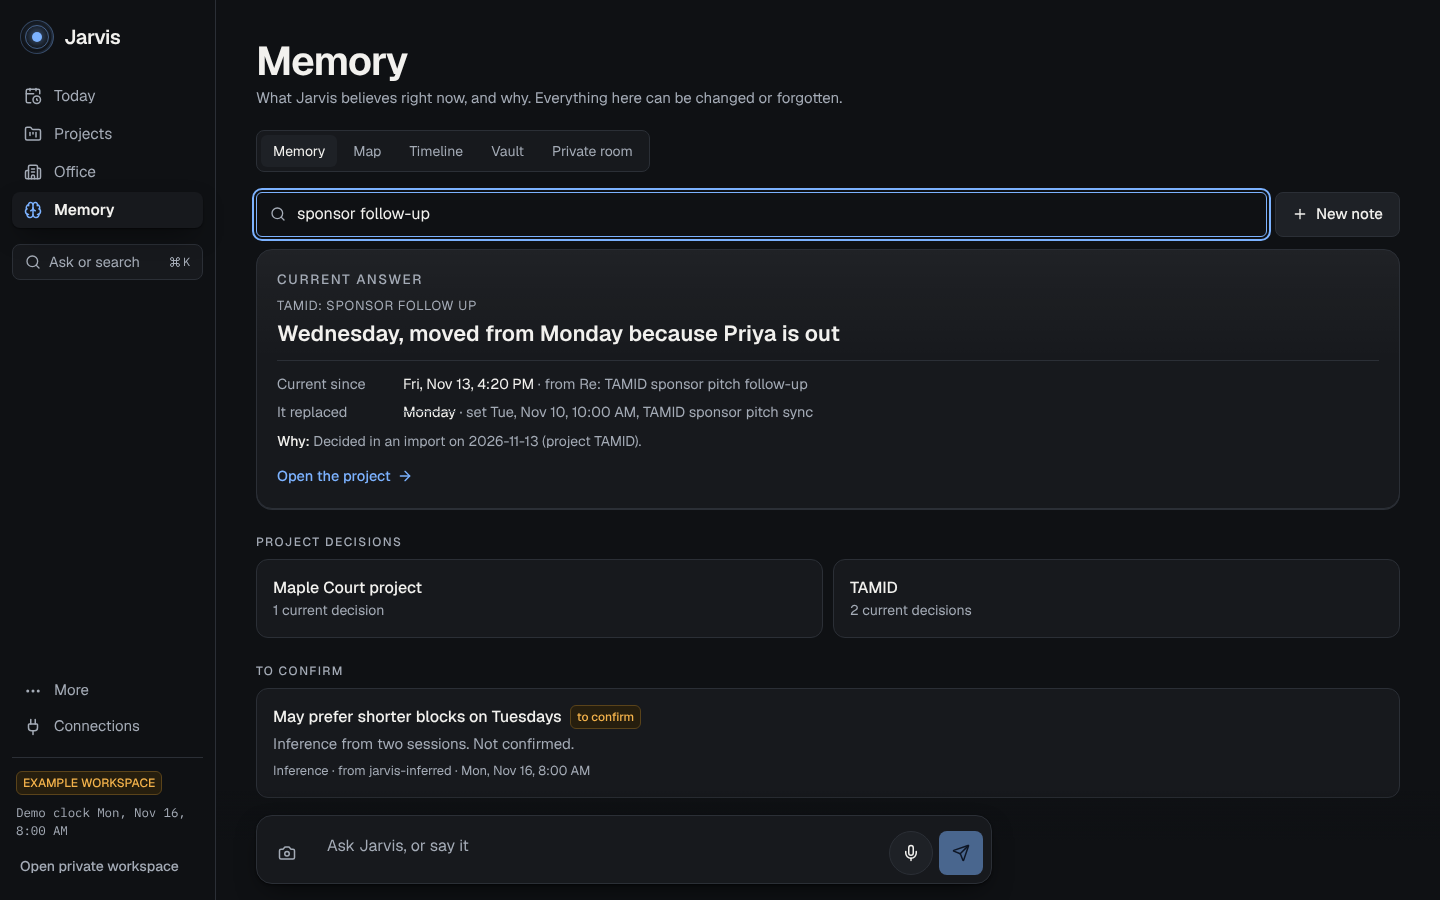 Jarvis
Today
Projects
Office
Memory
Ask or search ⌘K
More
Connections
EXAMPLE WORKSPACE
Demo clock Mon, Nov 16,
8:00 AM
Open private workspace
Memory
What Jarvis believes right now, and why. Everything here can be changed or forgotten.
Memory Map Timeline Vault Private room
sponsor follow-up
New note
CURRENT ANSWER
TAMID: SPONSOR FOLLOW UP
Wednesday, moved from Monday because Priya is out
Current since Fri, Nov 13, 4:20 PM · from Re: TAMID sponsor pitch follow-up
It replaced Monday · set Tue, Nov 10, 10:00 AM, TAMID sponsor pitch sync
Why: Decided in an import on 2026-11-13 (project TAMID).
Open the project →
PROJECT DECISIONS
Maple Court project
1 current decision
TAMID
2 current decisions
TO CONFIRM
May prefer shorter blocks on Tuesdays to confirm
Inference from two sessions. Not confirmed.
Inference · from jarvis-inferred · Mon, Nov 16, 8:00 AM
Ask Jarvis, or say it